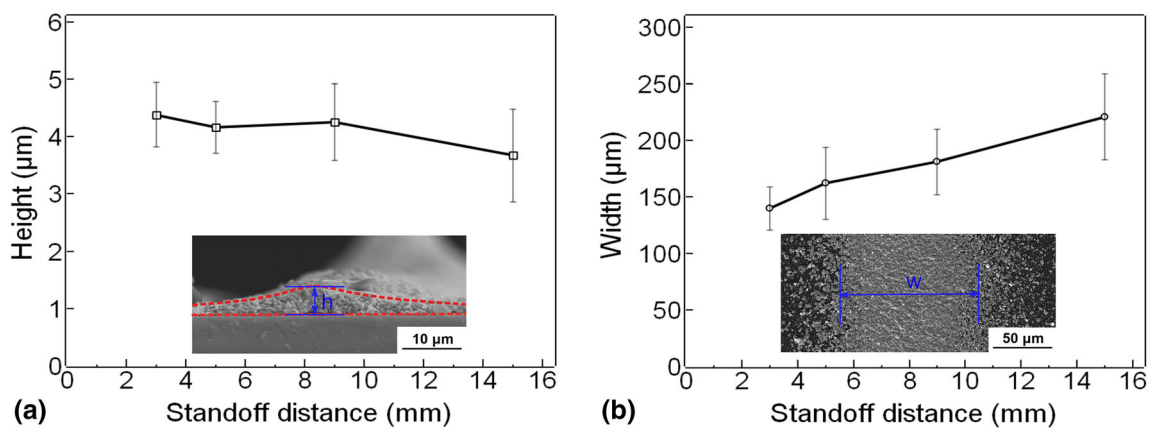 6
5
4
3
2
1
0
Height (µm)
h
10 µm
0 2 4 6 8 10 12 14 16
(a) Standoff distance (mm)
300
250
200
150
100
50
0
Width (µm)
w
50 µm
0 2 4 6 8 10 12 14 16
(b) Standoff distance (mm)